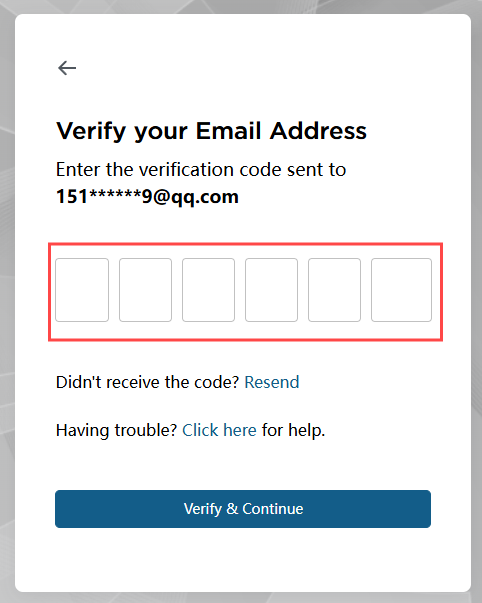 Verify your Email Address
Enter the verification code sent to
151******9@qq.com
Didn't receive the code? Resend
Having trouble? Click here for help.
Verify & Continue